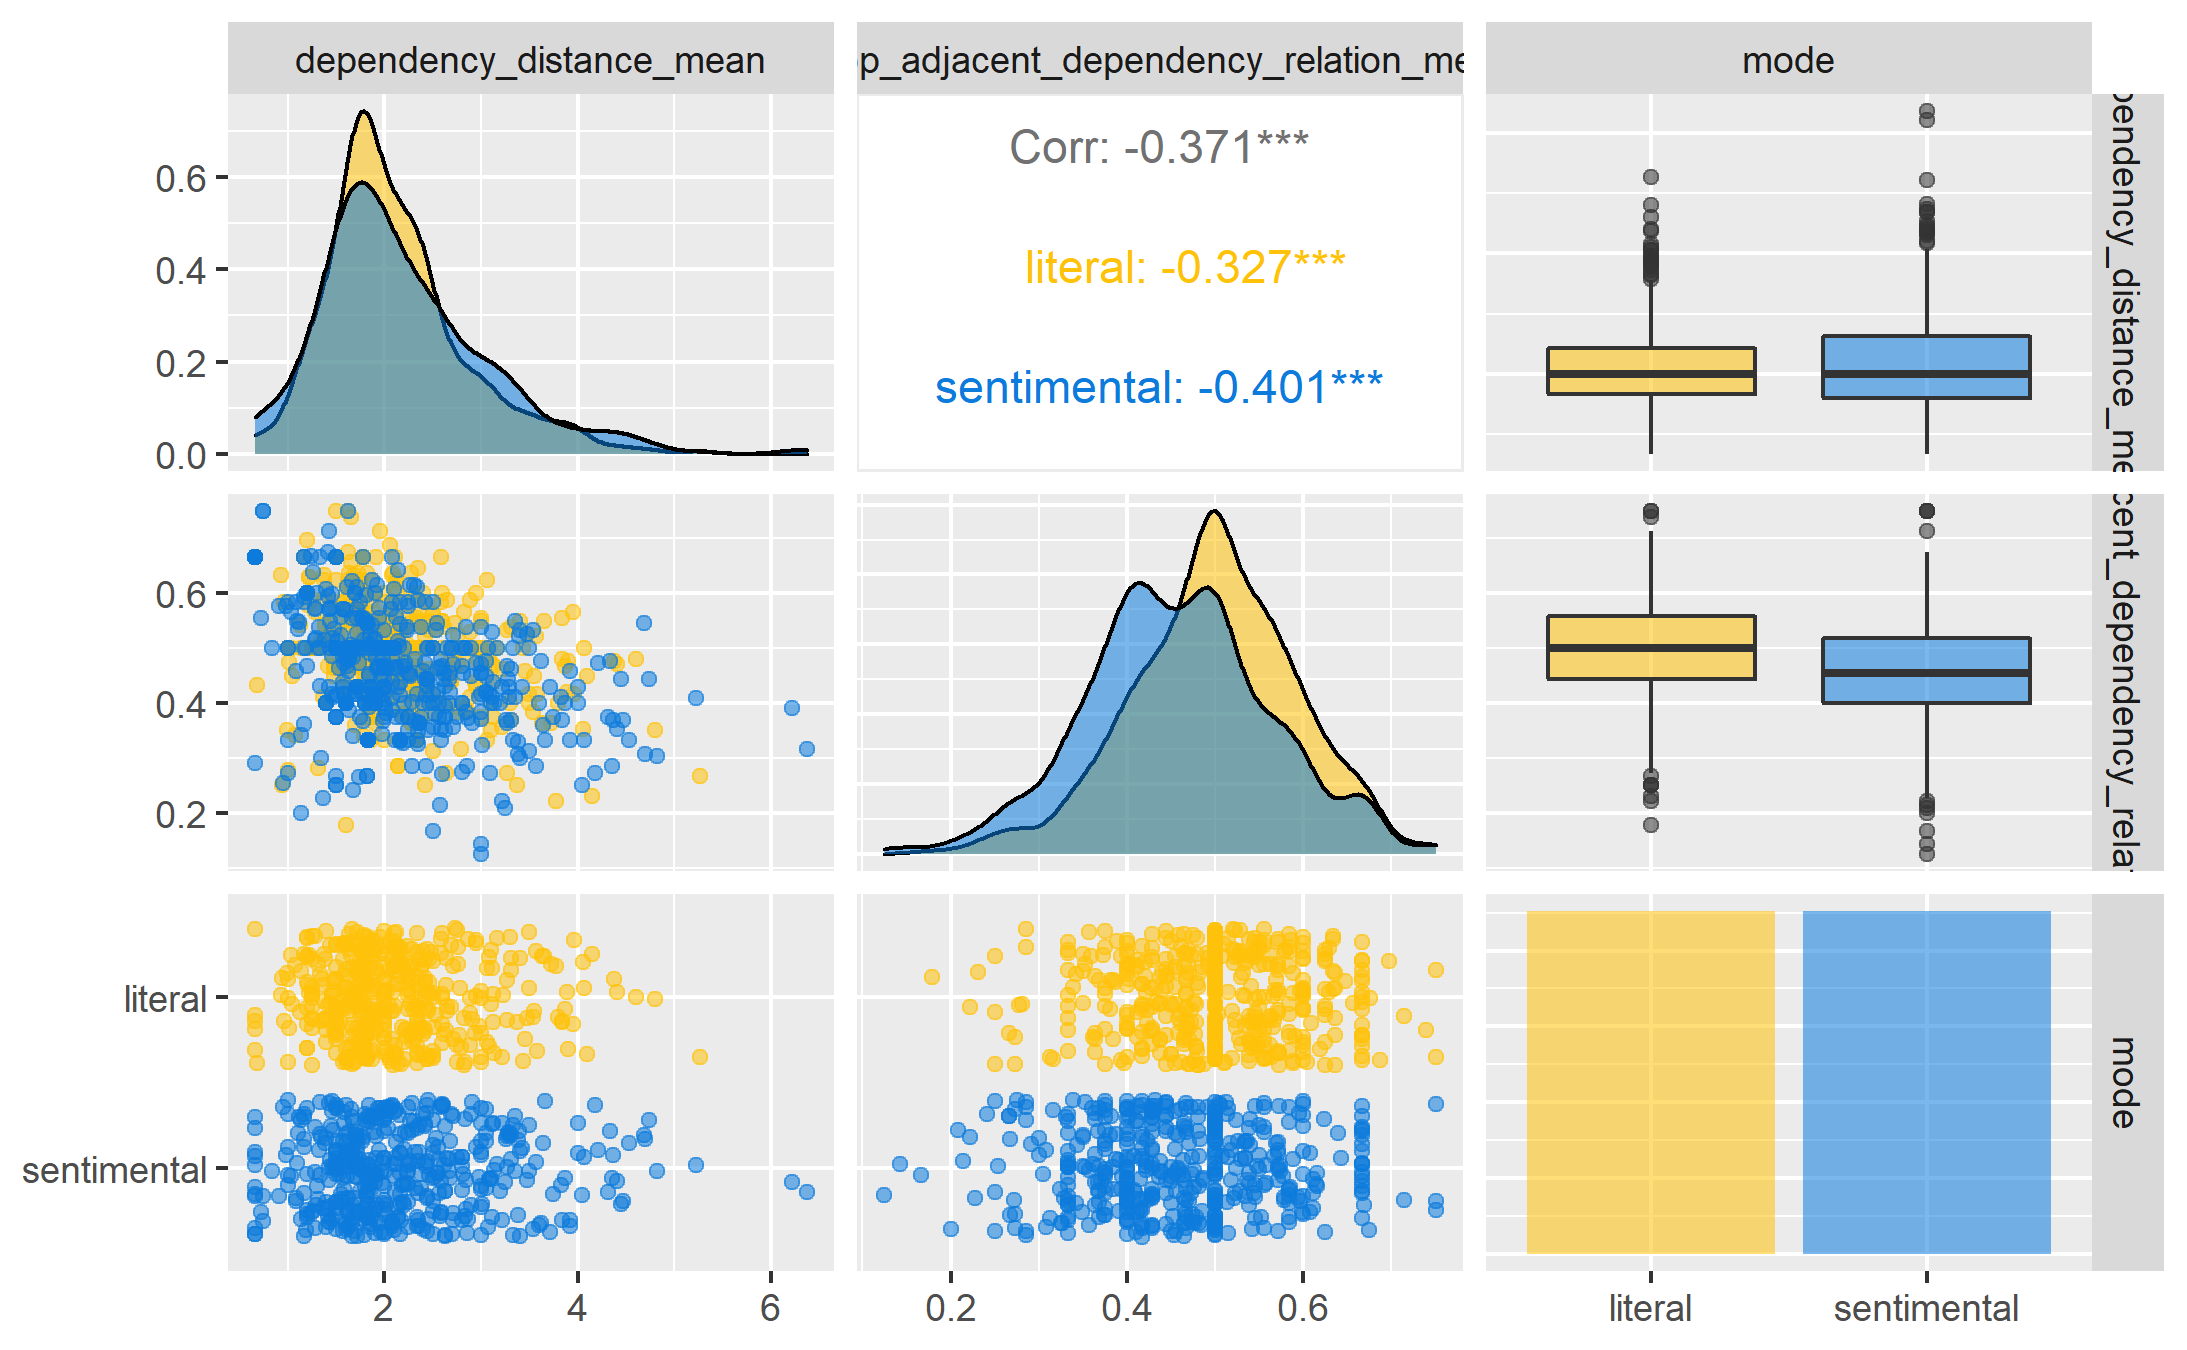 dependency_distance_mean
op_adjacent_dependency_relation_me
mode
0.6
0.4
0.2
0.0
Corr: -0.371***
literal: -0.327***
sentimental: -0.401***
pendency_distance_me
0.6
0.4
0.2
cent_dependency_relat
literal
sentimental
mode
2
4
6
0.2
0.4
0.6
literal
sentimental